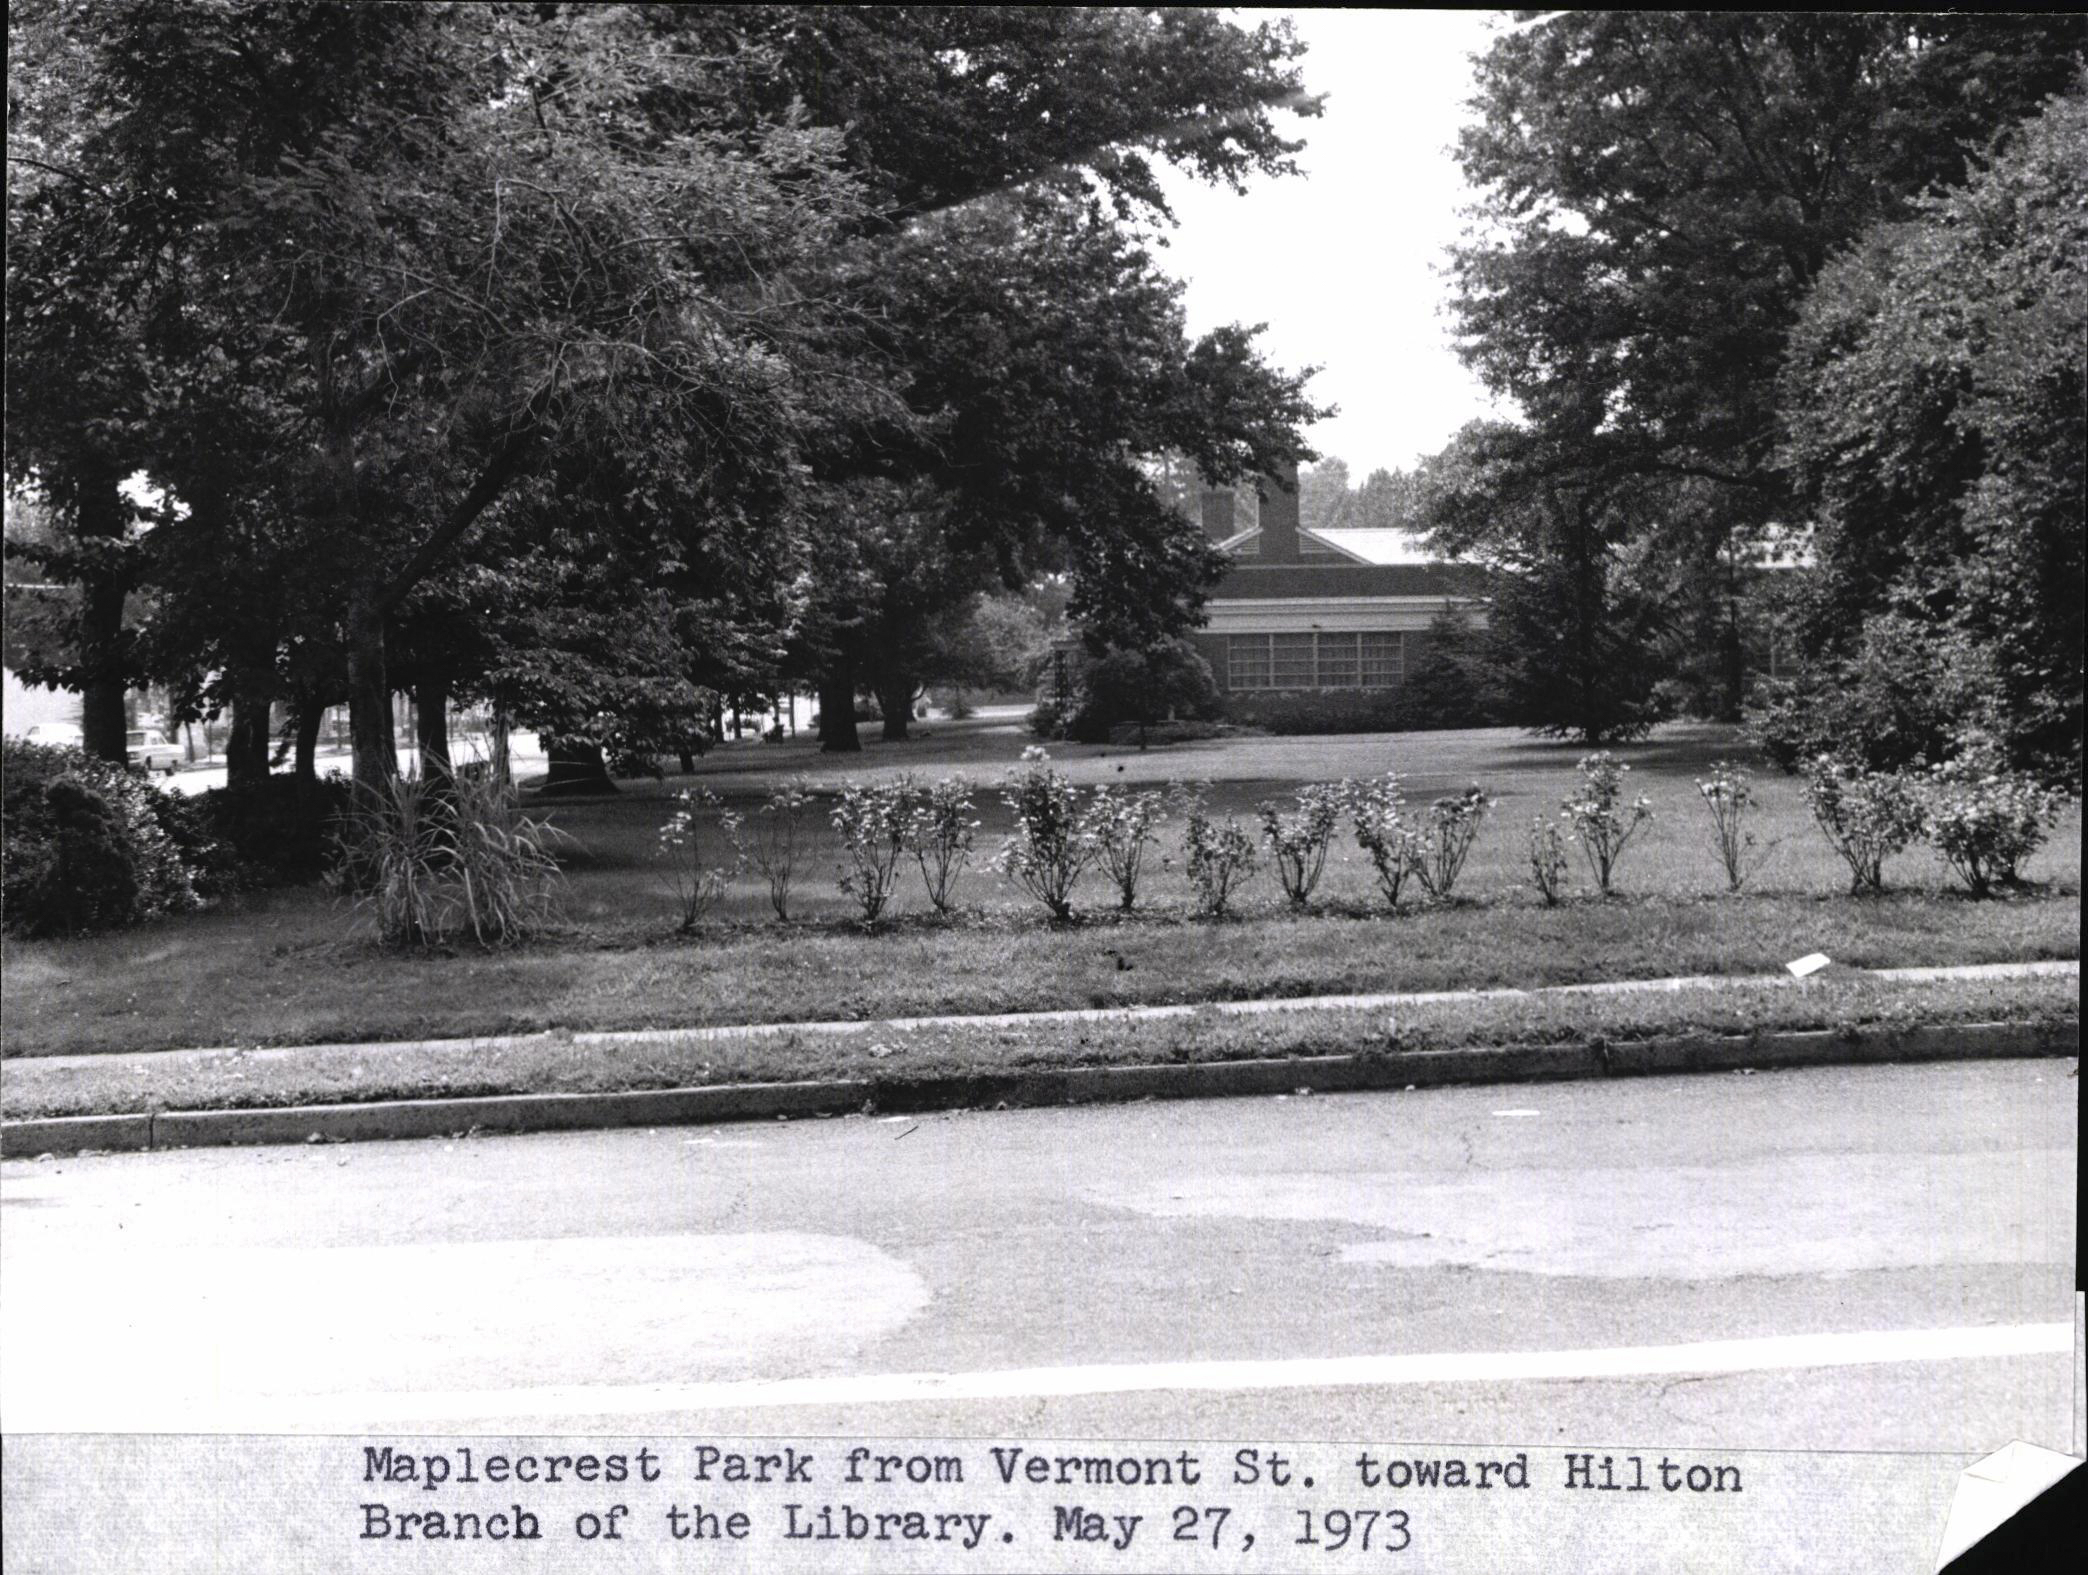 Maplecrest Park from Vermont St. toward Hilton
Branch of the Library. May 27, 1973